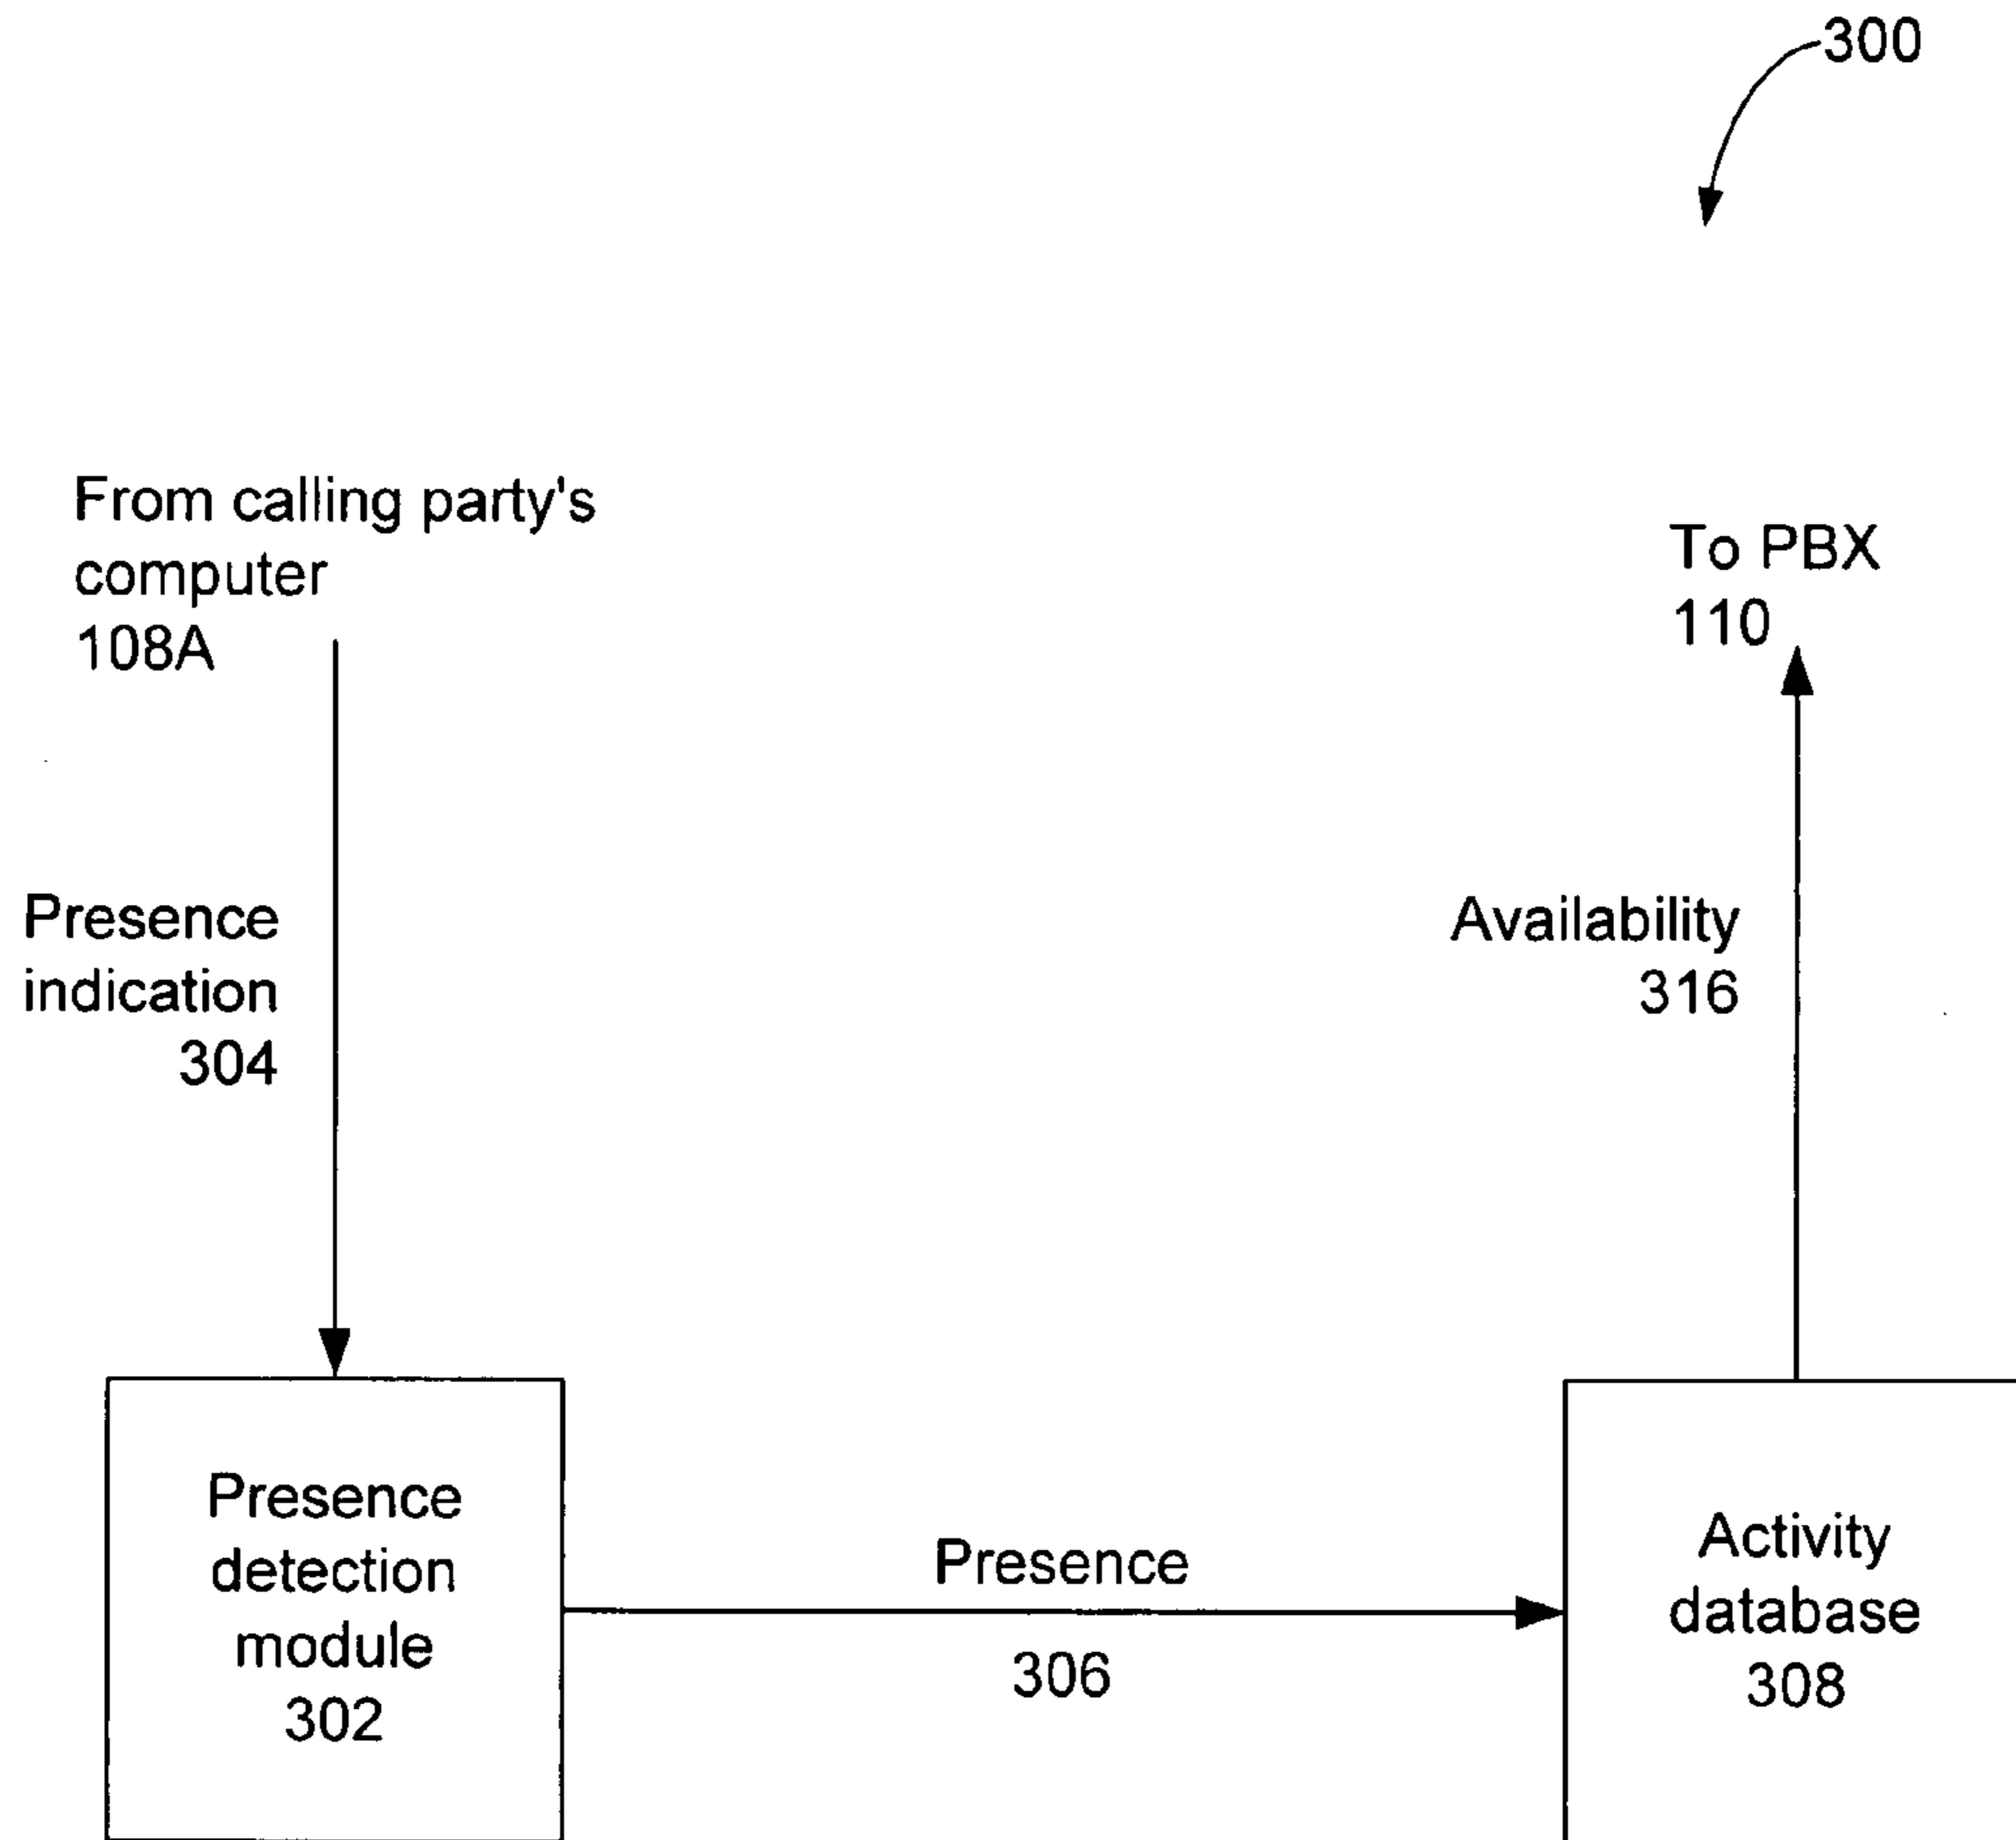 300
From calling party's
computer
108A
To PBX
110
Presence
indication
304
Availability
316
Presence
detection
module
302
Presence
306
Activity
database
308